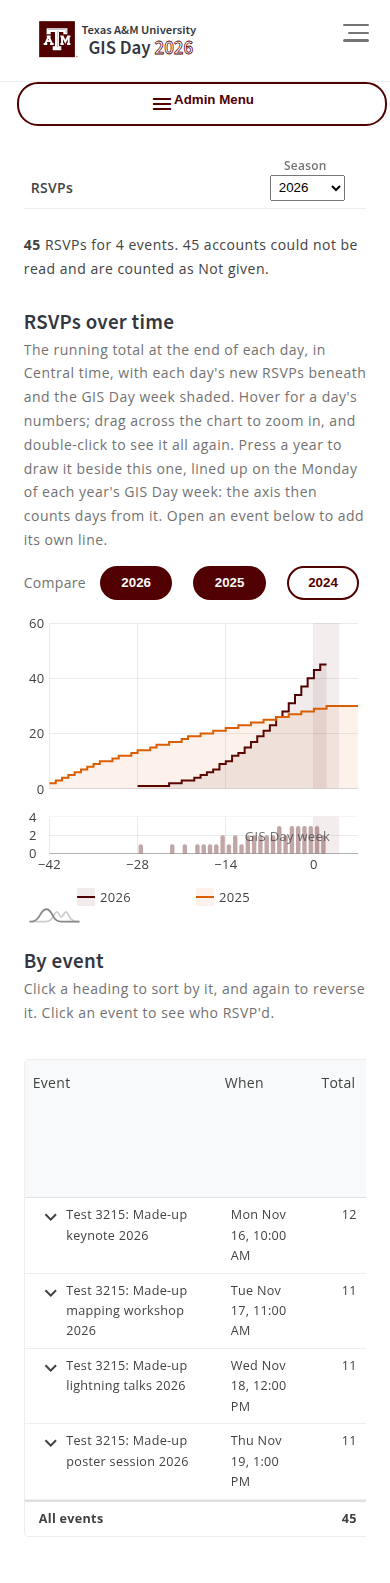 Texas A&M University
GIS Day 2026
Admin Menu
Season
RSVPs
2026
45 RSVPs for 4 events. 45 accounts could not be
read and are counted as Not given.
RSVPs over time
The running total at the end of each day, in
Central time, with each day's new RSVPs beneath
and the GIS Day week shaded. Hover for a day's
numbers; drag across the chart to zoom in, and
double-click to see it all again. Press a year to
draw it beside this one, lined up on the Monday
of each year's GIS Day week: the axis then
counts days from it. Open an event below to add
its own line.
Compare 2026 2025 2024
60
40
20
0
4
2 GIS Day week
0
−42 −28 −14 0
2026 2025
By event
Click a heading to sort by it, and again to reverse
it. Click an event to see who RSVP'd.
Event When Total
Test 3215: Made-up Mon Nov 12
keynote 2026 16, 10:00
AM
Test 3215: Made-up Tue Nov 11
mapping workshop 17, 11:00
2026 AM
Test 3215: Made-up Wed Nov 11
lightning talks 2026 18, 12:00
PM
Test 3215: Made-up Thu Nov 11
poster session 2026 19, 1:00
PM
All events 45